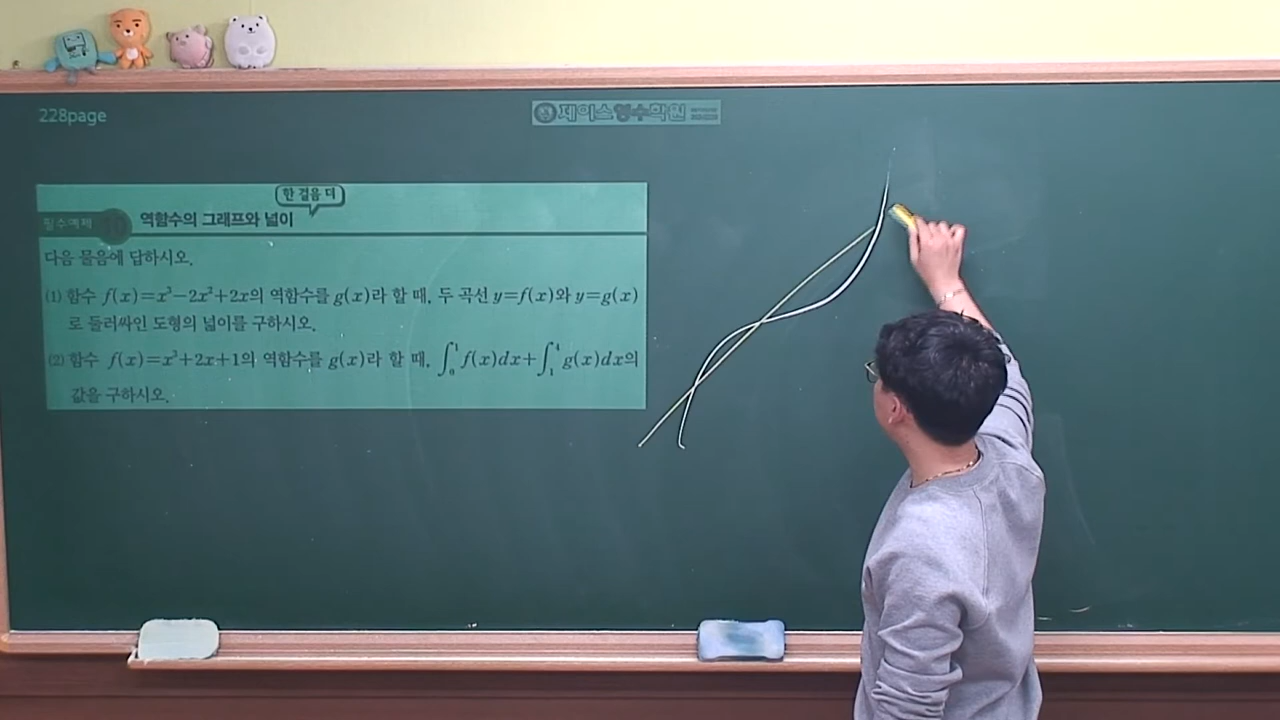 228page
제이스영수학원
한 걸음 더
필수예제 10 역함수의 그래프와 넓이
다음 물음에 답하시오.
(1) 함수 f(x)=x³-2x²+2x의 역함수를 g(x)라 할 때, 두 곡선 y=f(x)와 y=g(x)
로 둘러싸인 도형의 넓이를 구하시오.
(2) 함수 f(x)=x³+2x+1의 역함수를 g(x)라 할 때, ∫₀¹ f(x)dx+∫₁⁴ g(x)dx의
값을 구하시오.